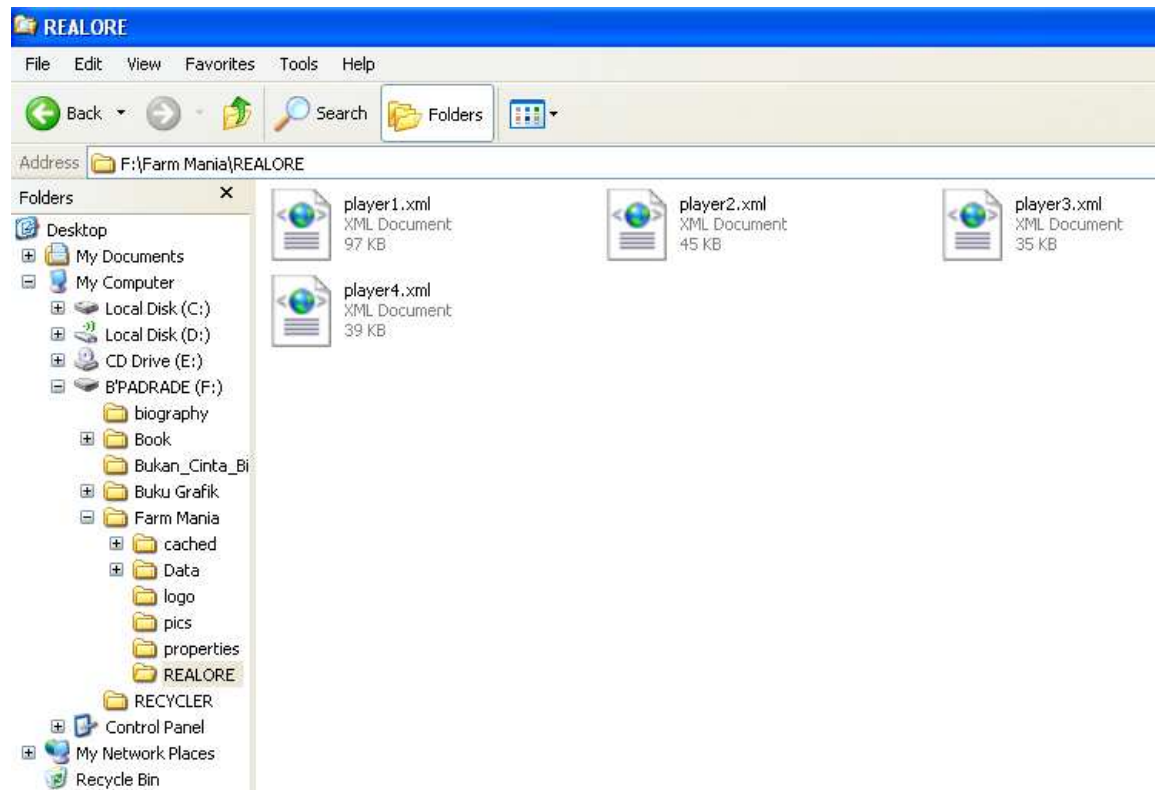 REALORE
File Edit View Favorites Tools Help
Back Search Folders
Address F:\Farm Mania\REALORE
Folders
Desktop
My Documents
My Computer
Local Disk (C:)
Local Disk (D:)
CD Drive (E:)
B'PADRADE (F:)
biography
Book
Bukan_Cinta_Bi
Buku Grafik
Farm Mania
cached
Data
logo
pics
properties
REALORE
RECYCLER
Control Panel
My Network Places
Recycle Bin
player1.xml
XML Document
97 KB
player2.xml
XML Document
45 KB
player3.xml
XML Document
35 KB
player4.xml
XML Document
39 KB